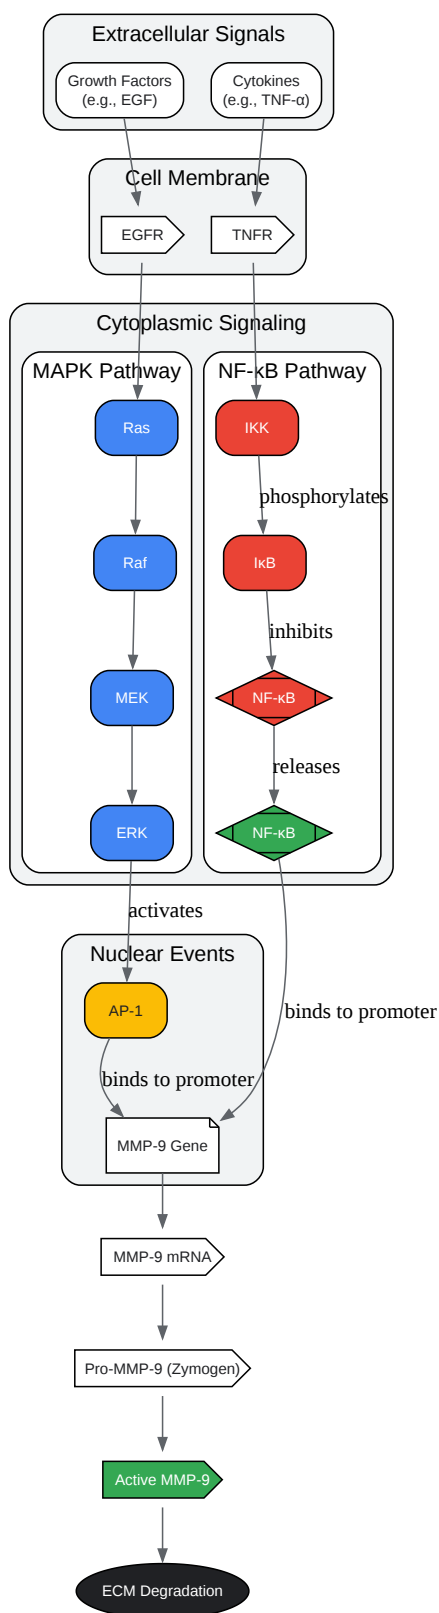 Extracellular Signals
Growth Factors
(e.g., EGF)
Cytokines
(e.g., TNF-α)
Cell Membrane
EGFR
TNFR
Cytoplasmic Signaling
MAPK Pathway
NF-κB Pathway
Ras
IKK
phosphorylates
Raf
IκB
inhibits
MEK
NF-κB
releases
ERK
NF-κB
activates
Nuclear Events
AP-1
binds to promoter
binds to promoter
MMP-9 Gene
MMP-9 mRNA
Pro-MMP-9 (Zymogen)
Active MMP-9
ECM Degradation